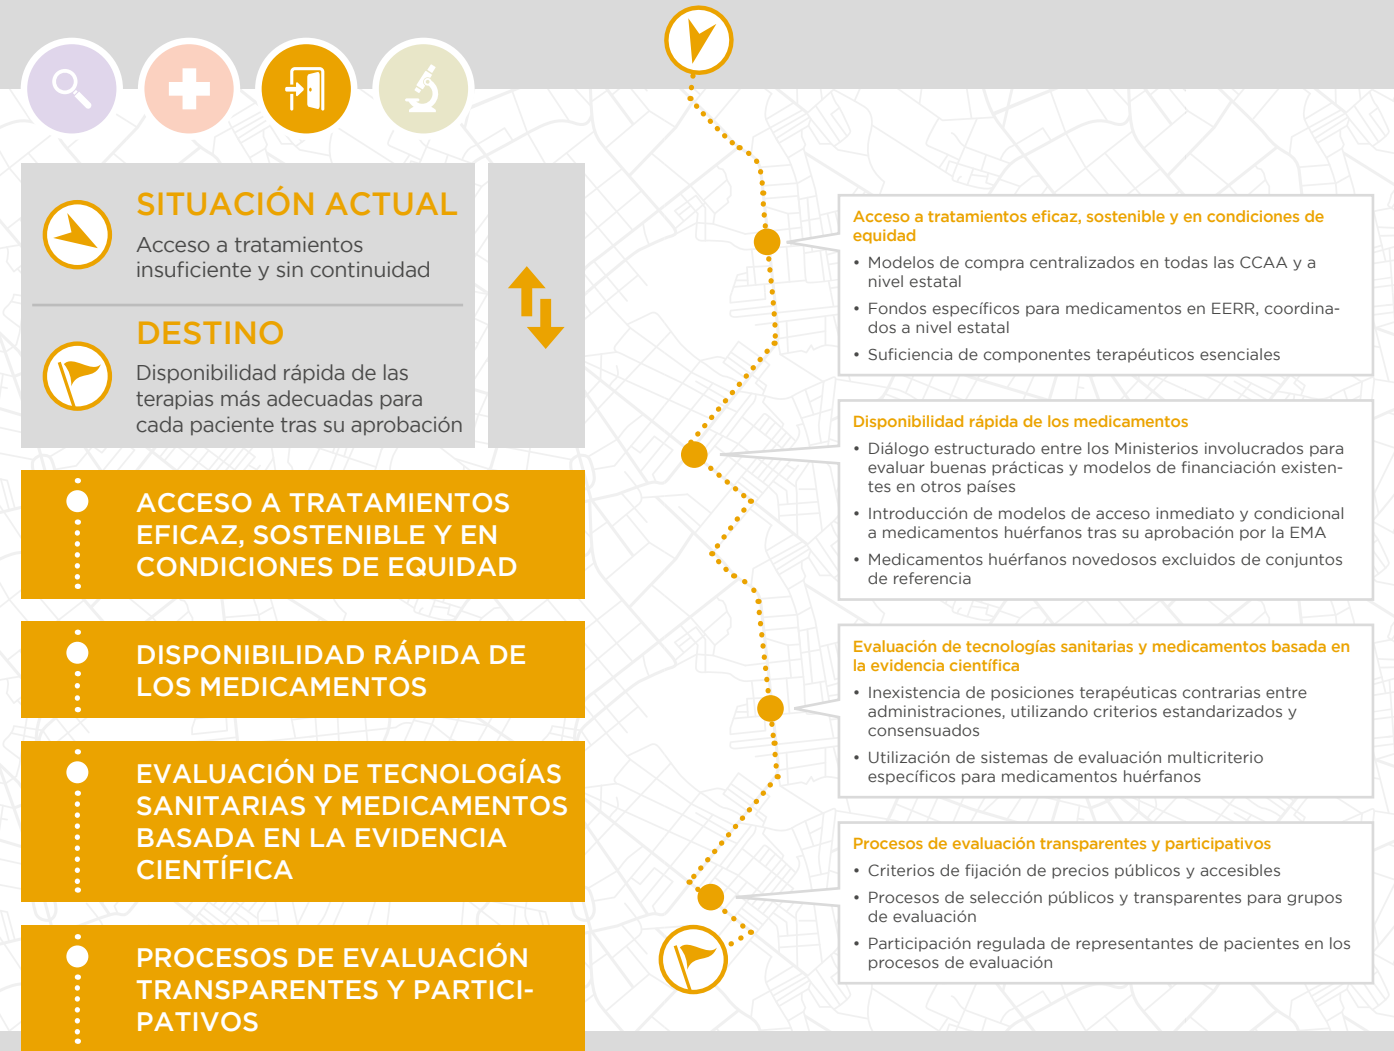 SITUACIÓN ACTUAL
Acceso a tratamientos
insuficiente y sin continuidad
DESTINO
Disponibilidad rápida de las
terapias más adecuadas para
cada paciente tras su aprobación
ACCESO A TRATAMIENTOS
EFICAZ, SOSTENIBLE Y EN
CONDICIONES DE EQUIDAD
DISPONIBILIDAD RÁPIDA DE
LOS MEDICAMENTOS
EVALUACIÓN DE TECNOLOGÍAS
SANITARIAS Y MEDICAMENTOS
BASADA EN LA EVIDENCIA
CIENTÍFICA
PROCESOS DE EVALUACIÓN
TRANSPARENTES Y PARTICI-
PATIVOS
Acceso a tratamientos eficaz, sostenible y en condiciones de
equidad
• Modelos de compra centralizados en todas las CCAA y a
nivel estatal
• Fondos específicos para medicamentos en EERR, coordina-
dos a nivel estatal
• Suficiencia de componentes terapéuticos esenciales
Disponibilidad rápida de los medicamentos
• Diálogo estructurado entre los Ministerios involucrados para
evaluar buenas prácticas y modelos de financiación existen-
tes en otros países
• Introducción de modelos de acceso inmediato y condicional
a medicamentos huérfanos tras su aprobación por la EMA
• Medicamentos huérfanos novedosos excluidos de conjuntos
de referencia
Evaluación de tecnologías sanitarias y medicamentos basada en
la evidencia científica
• Inexistencia de posiciones terapéuticas contrarias entre
administraciones, utilizando criterios estandarizados y
consensuados
• Utilización de sistemas de evaluación multicriterio
específicos para medicamentos huérfanos
Procesos de evaluación transparentes y participativos
• Criterios de fijación de precios públicos y accesibles
• Procesos de selección públicos y transparentes para grupos
de evaluación
• Participación regulada de representantes de pacientes en los
procesos de evaluación